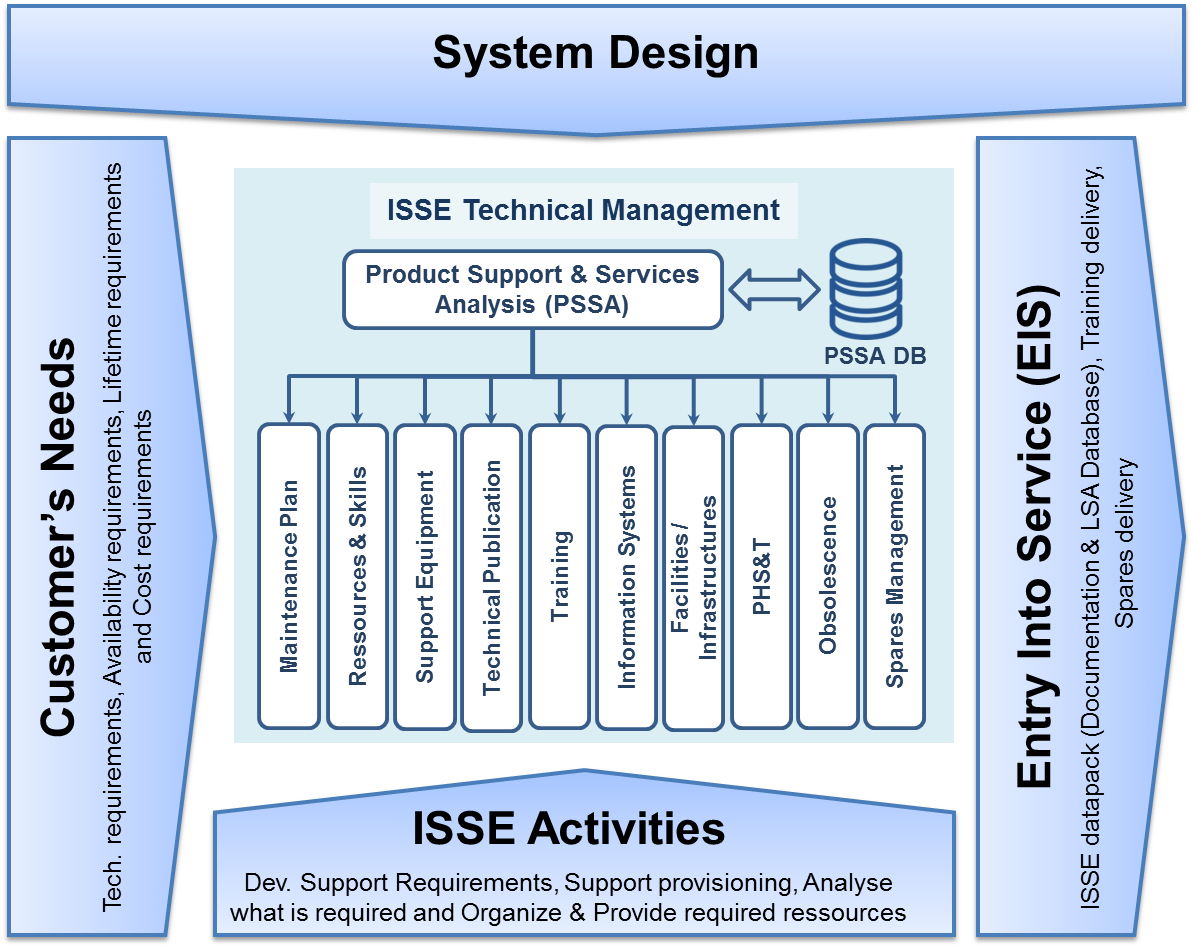 System Design
Customer's Needs
Tech. requirements, Availability requirements, Lifetime requirements
and Cost requirements
ISSE Technical Management
Product Support & Services
Analysis (PSSA)
PSSA DB
Maintenance Plan
Ressources & Skills
Support Equipment
Technical Publication
Training
Information Systems
Facilities /
Infrastructures
PHS&T
Obsolescence
Spares Management
ISSE Activities
Dev. Support Requirements, Support provisioning, Analyse
what is required and Organize & Provide required ressources
Entry Into Service (EIS)
ISSE datapack (Documentation & LSA Database), Training delivery,
Spares delivery